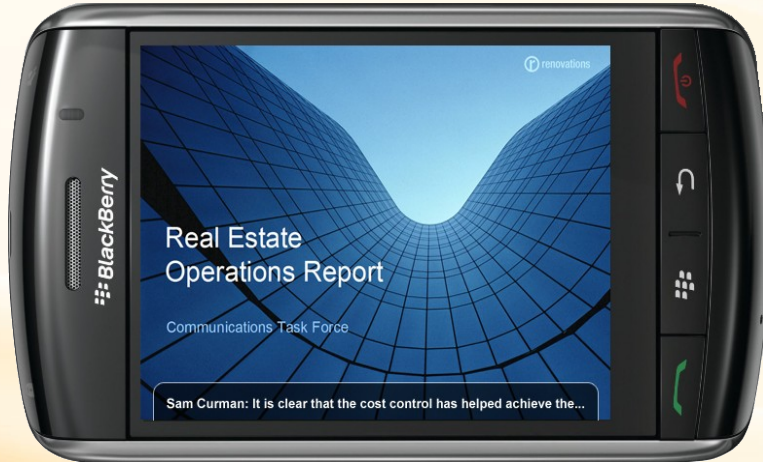 BlackBerry
renovations
Real Estate
Operations Report
Communications Task Force
Sam Curman: It is clear that the cost control has helped achieve the...